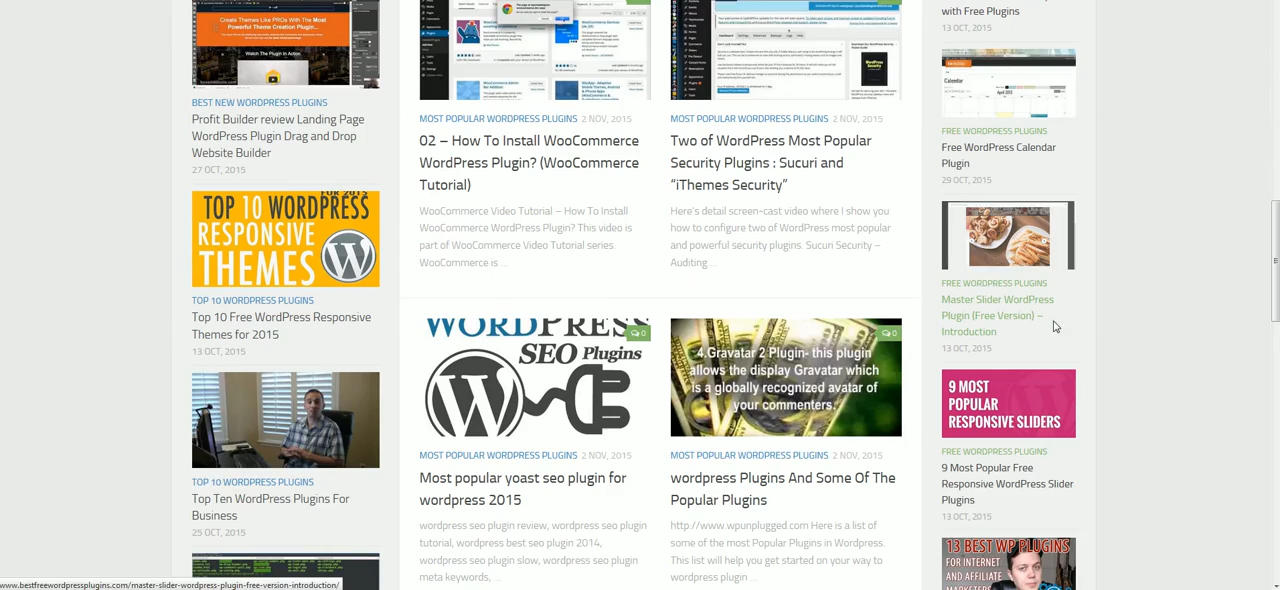 Create Themes Like PROs With The Most
Powerful Theme Creation Plugin...
Watch The Plugin In Action
BEST NEW WORDPRESS PLUGINS
Profit Builder review Landing Page
WordPress Plugin Drag and Drop
Website Builder
27 OCT, 2015
FOR 2015
TOP 10 WORDPRESS
RESPONSIVE
THEMES
TOP 10 WORDPRESS PLUGINS
Top 10 Free WordPress Responsive
Themes for 2015
13 OCT, 2015
TOP 10 WORDPRESS PLUGINS
Top Ten WordPress Plugins For
Business
25 OCT, 2015
www.bestfreewordpressplugins.com/master-slider-wordpress-plugin-free-version-introduction/
MOST POPULAR WORDPRESS PLUGINS 2 NOV, 2015
02 – How To Install WooCommerce
WordPress Plugin? (WooCommerce
Tutorial)
WooCommerce Video Tutorial – How To Install
WooCommerce WordPress Plugin? This video is
part of WooCommerce Video Tutorial series.
WooCommerce is ...
MOST POPULAR WORDPRESS PLUGINS 2 NOV, 2015
Two of WordPress Most Popular
Security Plugins : Sucuri and
“iThemes Security”
Here's detail screen-cast video where I show you
how to configure two of WordPress most popular
and powerful security plugins. Sucuri Security –
Auditing ...
WORDPRESS
SEO Plugins
0
MOST POPULAR WORDPRESS PLUGINS 2 NOV, 2015
Most popular yoast seo plugin for
wordpress 2015
wordpress seo plugin review, wordpress seo plugin
tutorial, wordpress best seo plugin 2014,
wordpress seo plugin slow, wordpress seo plugin
meta keywords, ...
0
4.Gravatar 2 Plugin- this plugin
allows the display Gravatar which
is a globally recognized avatar of
your commenters.
MOST POPULAR WORDPRESS PLUGINS 2 NOV, 2015
wordpress Plugins And Some Of The
Popular Plugins
http://www.wpunplugged.com Here is a list of
some of the most Popular Plugins in Wordpress.
This list will help you get started on your way to
wordpress plugin ...
with Free Plugins
13 OCT, 2015
Calendar
FREE WORDPRESS PLUGINS
Free WordPress Calendar
Plugin
29 OCT, 2015
FREE WORDPRESS PLUGINS
Master Slider WordPress
Plugin (Free Version) –
Introduction
13 OCT, 2015
9 MOST
POPULAR
RESPONSIVE SLIDERS
FREE WORDPRESS PLUGINS
9 Most Popular Free
Responsive WordPress Slider
Plugins
13 OCT, 2015
13 BEST WP PLUGINS
FOR INTERNET
AND AFFILIATE
MARKETERS